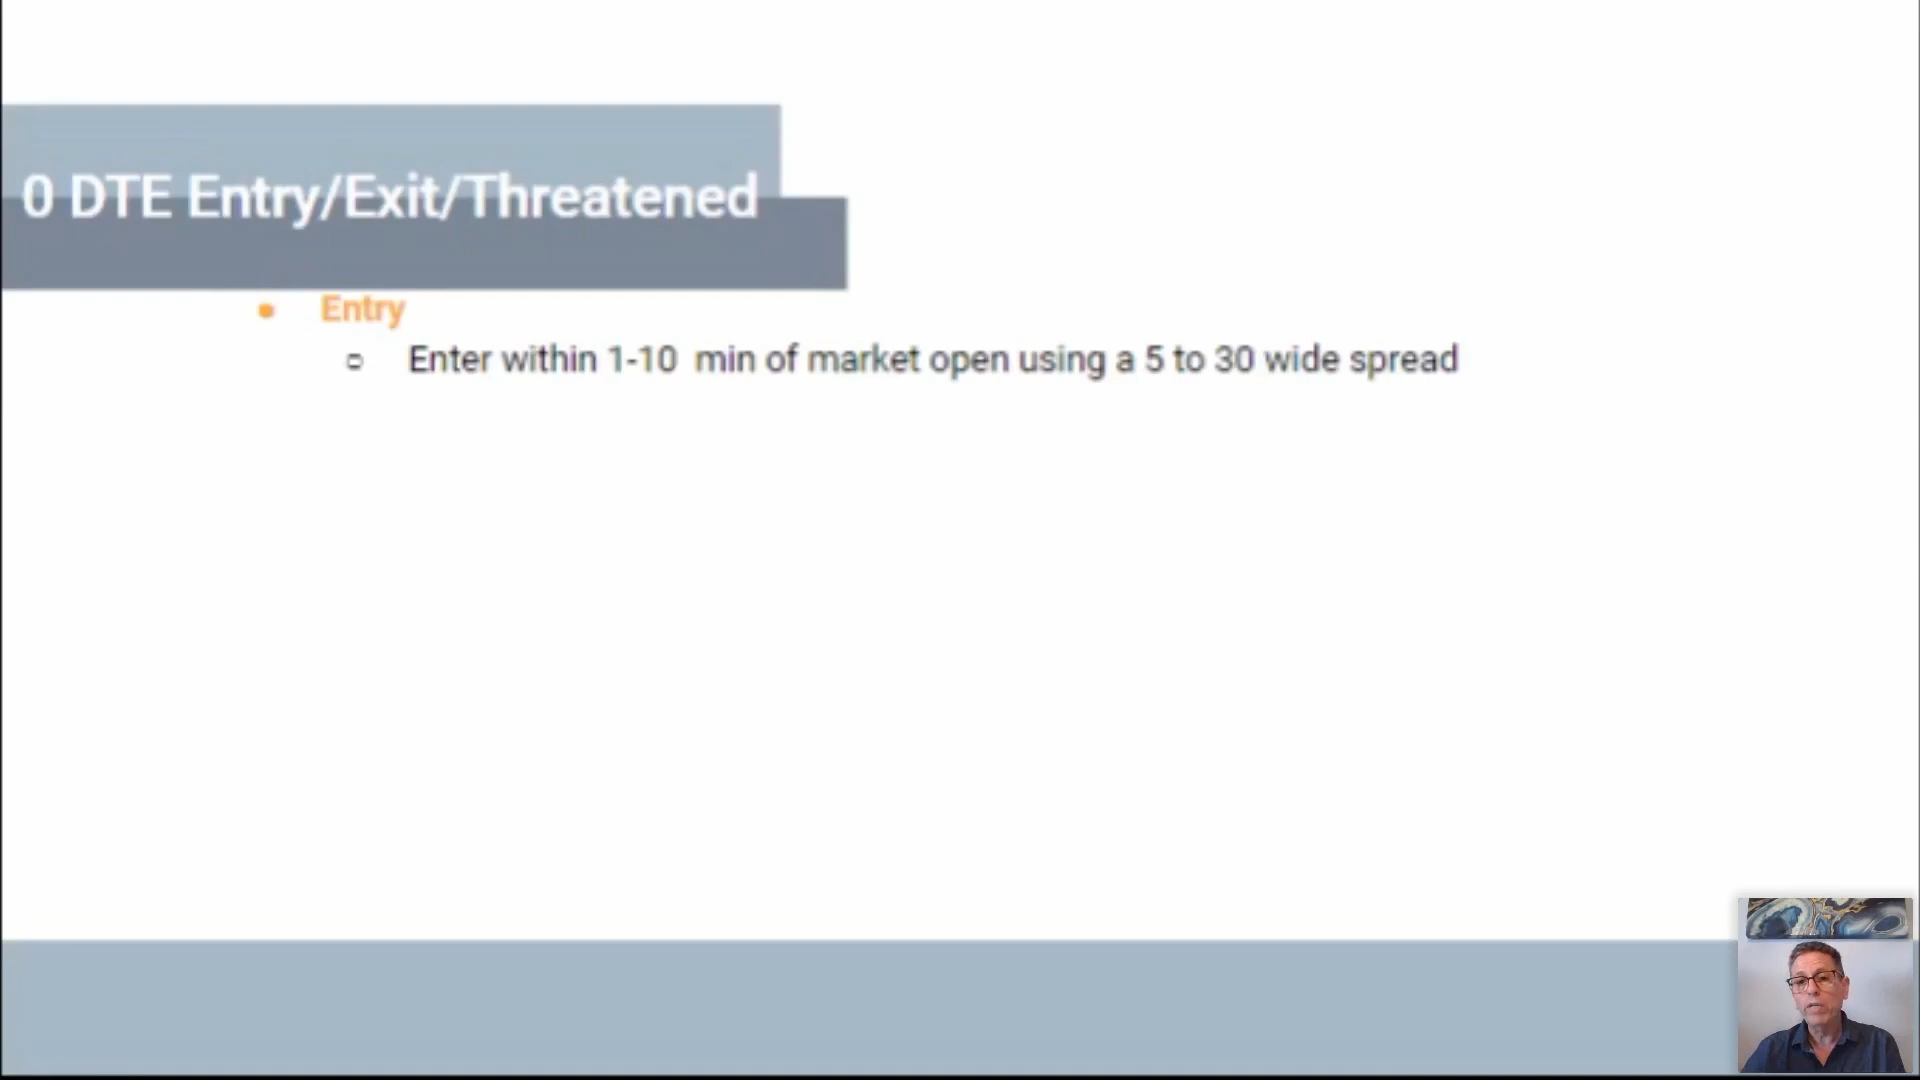 0 DTE Entry/Exit/Threatened
Entry
Enter within 1-10 min of market open using a 5 to 30 wide spread